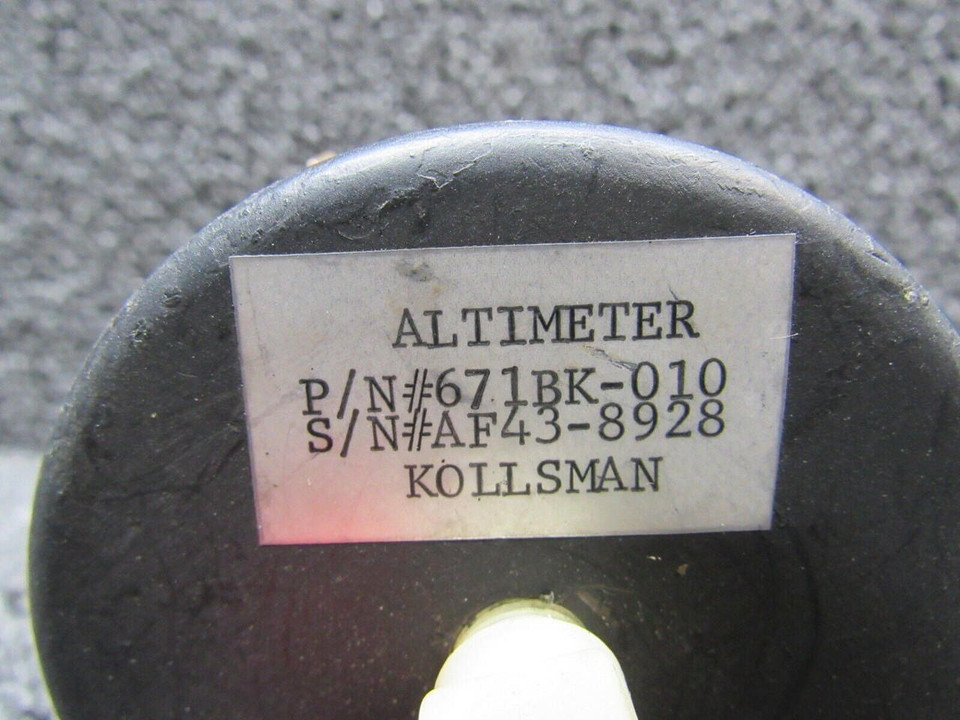 ALTIMETER
P/N#671BK-010
S/N#AF43-8928
KOLLSMAN